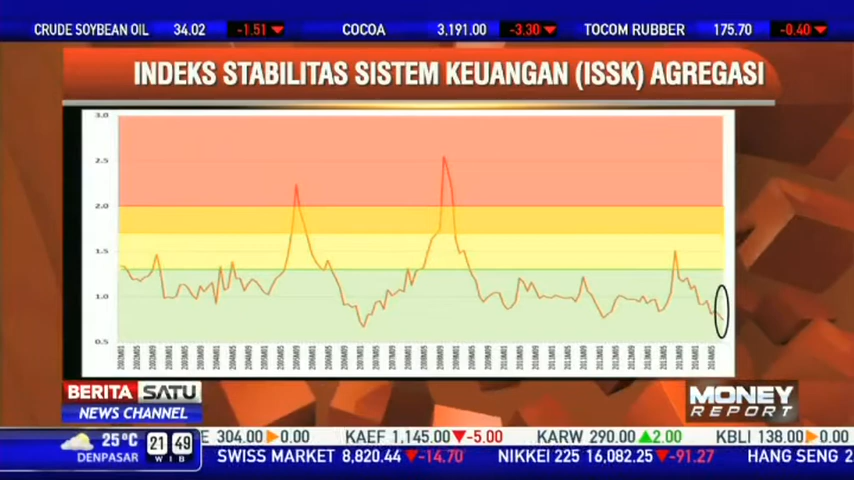 CRUDE SOYBEAN OIL 34.02 -1.51 COCOA 3,191.00 -3.30 TOCOM RUBBER 175.70 -0.40
INDEKS STABILITAS SISTEM KEUANGAN (ISSK) AGREGASI
3.0
2.5
2.0
1.5
1.0
0.5
BERITA SATU
NEWS CHANNEL
MONEY
REPORT
25°C
DENPASAR
21 49
WIB
E 304.00 0.00 KAEF 1,145.00 -5.00 KARW 290.00 2.00 KBLI 138.00 0.00
SWISS MARKET 8,820.44 -14.70 NIKKEI 225 16,082.25 -91.27 HANG SENG 2